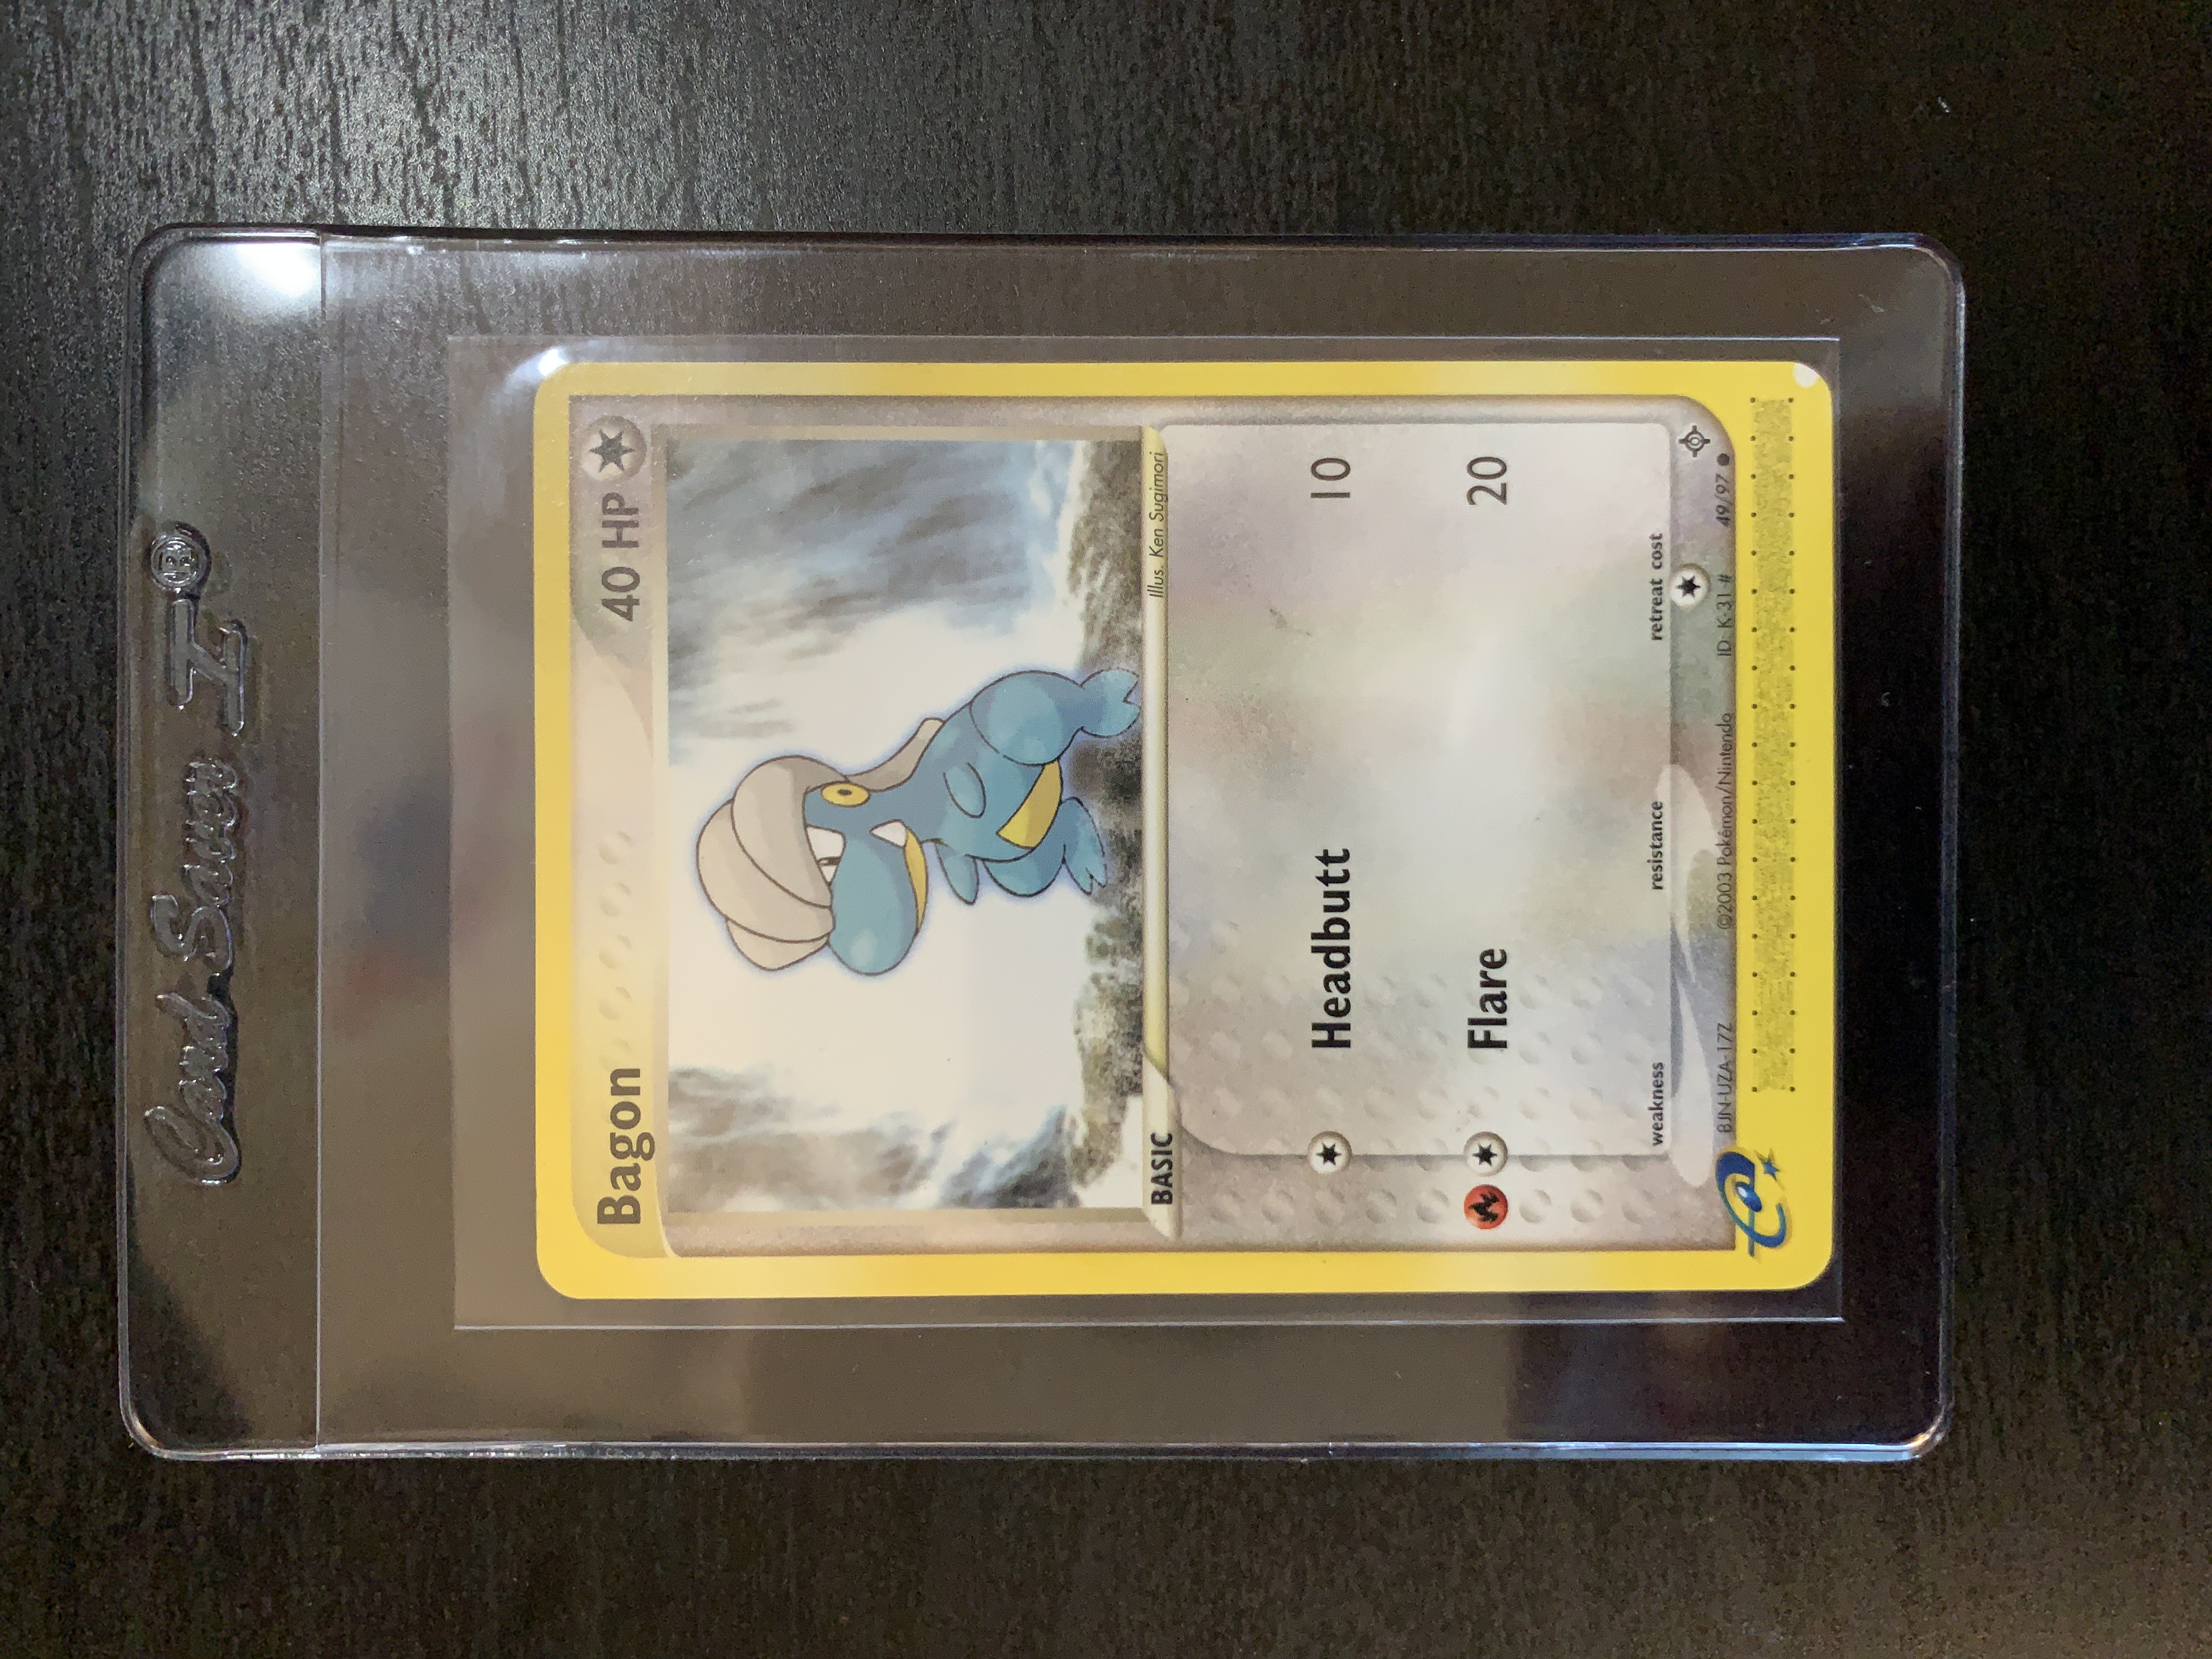 Card Saver I®
Bagon 40 HP
BASIC Illus. Ken Sugimori
Headbutt 10
Flare 20
weakness resistance retreat cost
BJN-UZA-17Z ©2003 Pokémon/Nintendo ID: K-31-# 49/97